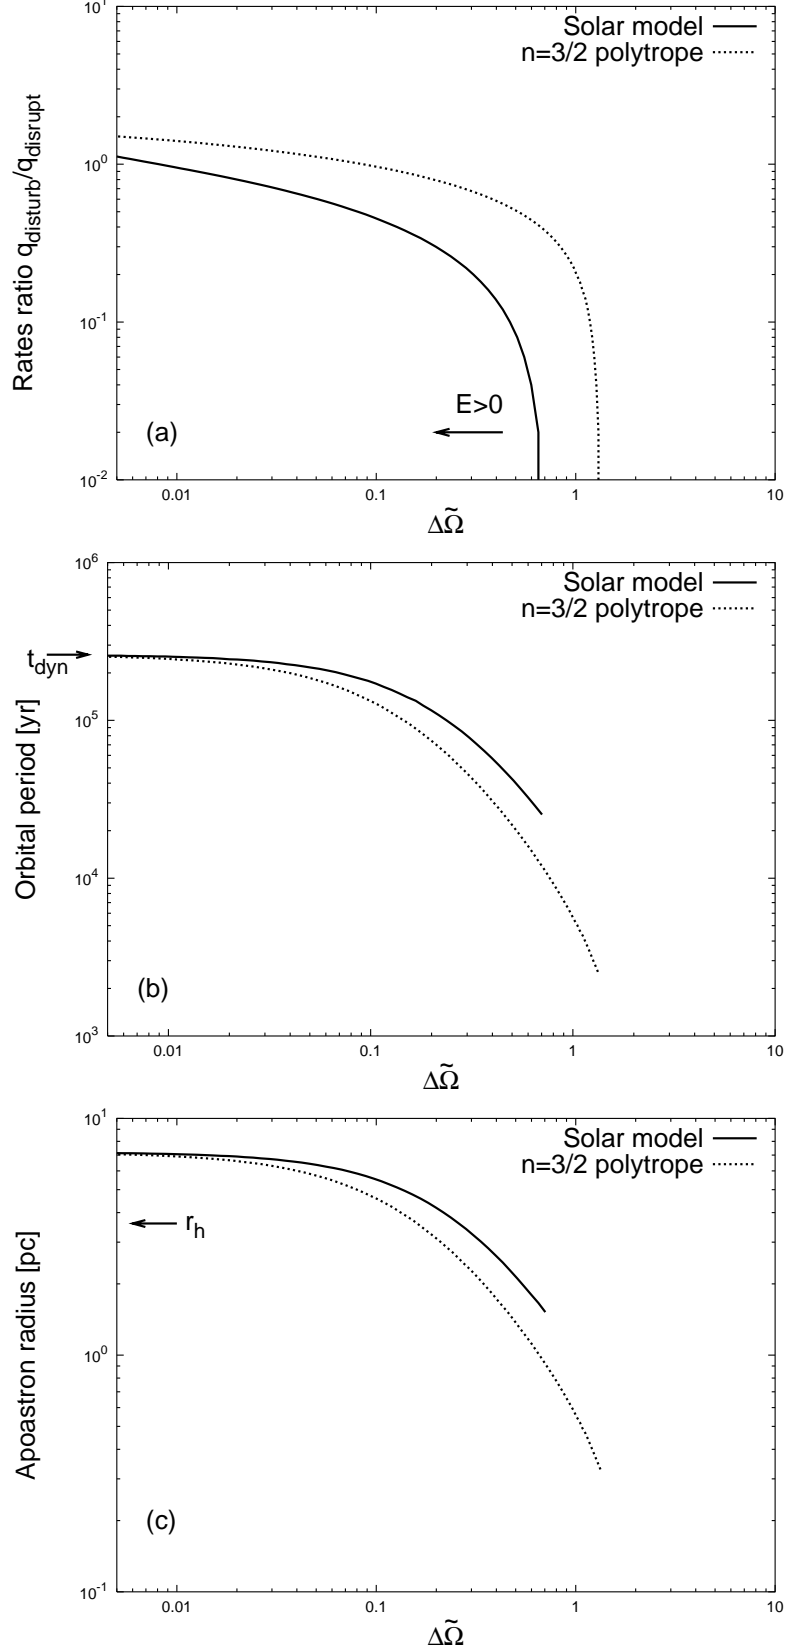 10^1
Solar model
n=3/2 polytrope
Rates ratio q_disturb/q_disrupt
10^0
10^-1
E>0
(a)
10^-2
0.01 0.1 1 10
ΔΩ̃
10^6
Solar model
n=3/2 polytrope
t_dyn
Orbital period [yr]
10^5
10^4
(b)
10^3
0.01 0.1 1 10
ΔΩ̃
10^1
Solar model
n=3/2 polytrope
r_h
Apoastron radius [pc]
10^0
(c)
10^-1
0.01 0.1 1 10
ΔΩ̃